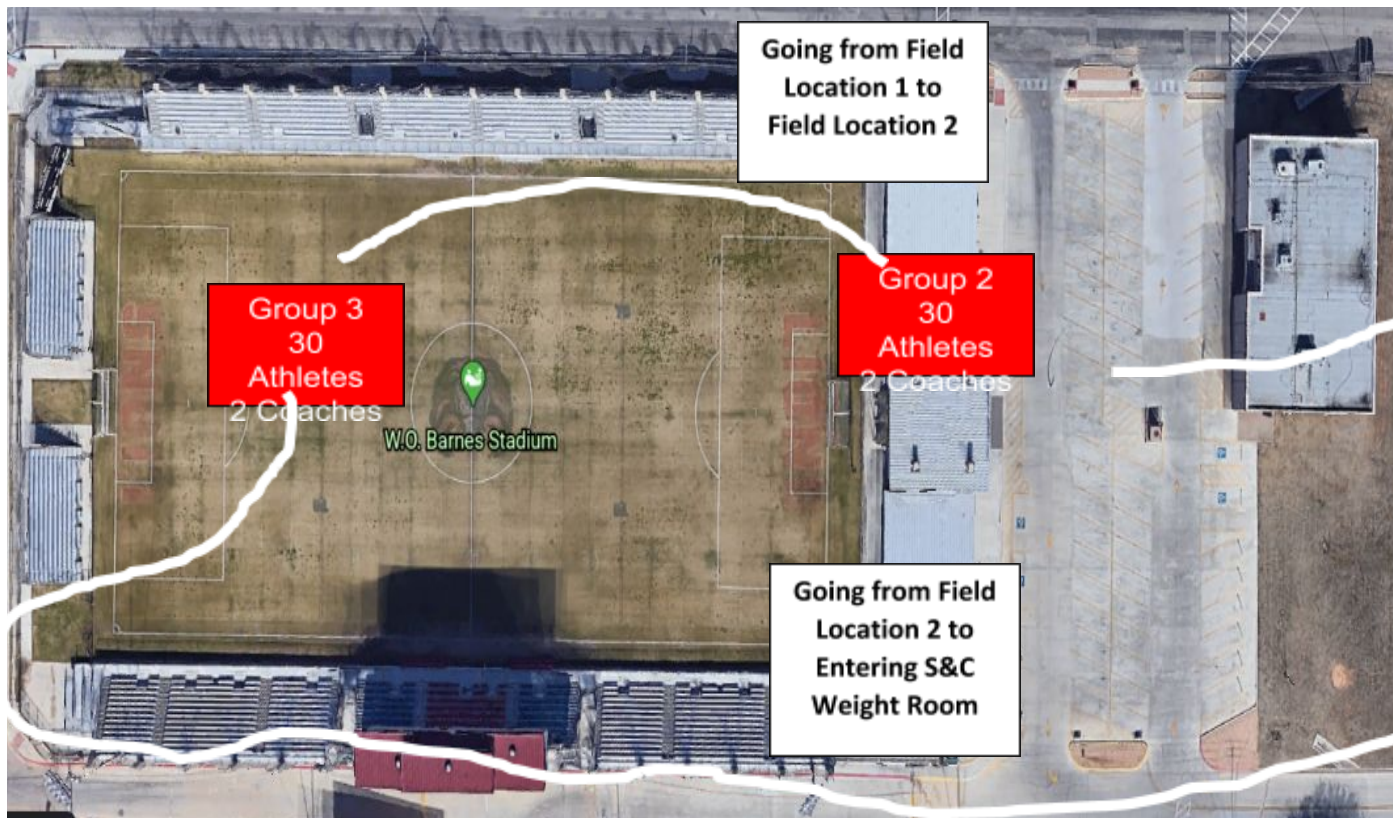 Going from Field
Location 1 to
Field Location 2
Group 2
30
Athletes
2 Coaches
Group 3
30
Athletes
2 Coaches
W.O. Barnes Stadium
Going from Field
Location 2 to
Entering S&C
Weight Room